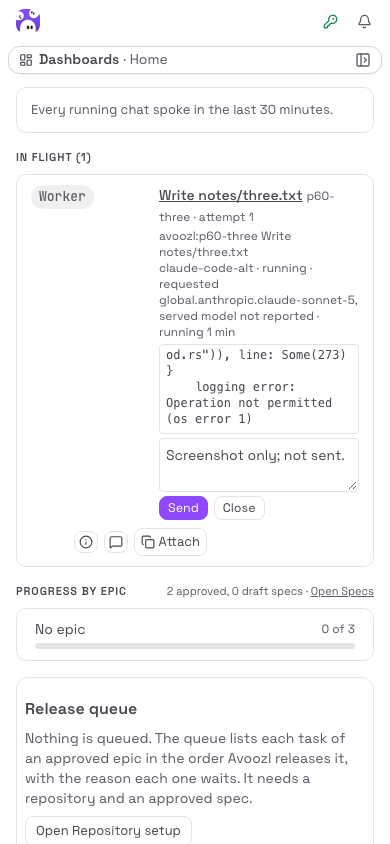 Dashboards · Home
Every running chat spoke in the last 30 minutes.
IN FLIGHT (1)
Worker
Write notes/three.txt p60-
three · attempt 1
avoozl:p60-three Write
notes/three.txt
claude-code-alt · running ·
requested
global.anthropic.claude-sonnet-5,
served model not reported ·
running 1 min
od.rs")), line: Some(273)
}
logging error:
Operation not permitted
(os error 1)
Screenshot only; not sent.
Send Close
Attach
PROGRESS BY EPIC 2 approved, 0 draft specs · Open Specs
No epic 0 of 3
Release queue
Nothing is queued. The queue lists each task of
an approved epic in the order Avoozl releases it,
with the reason each one waits. It needs a
repository and an approved spec.
Open Repository setup